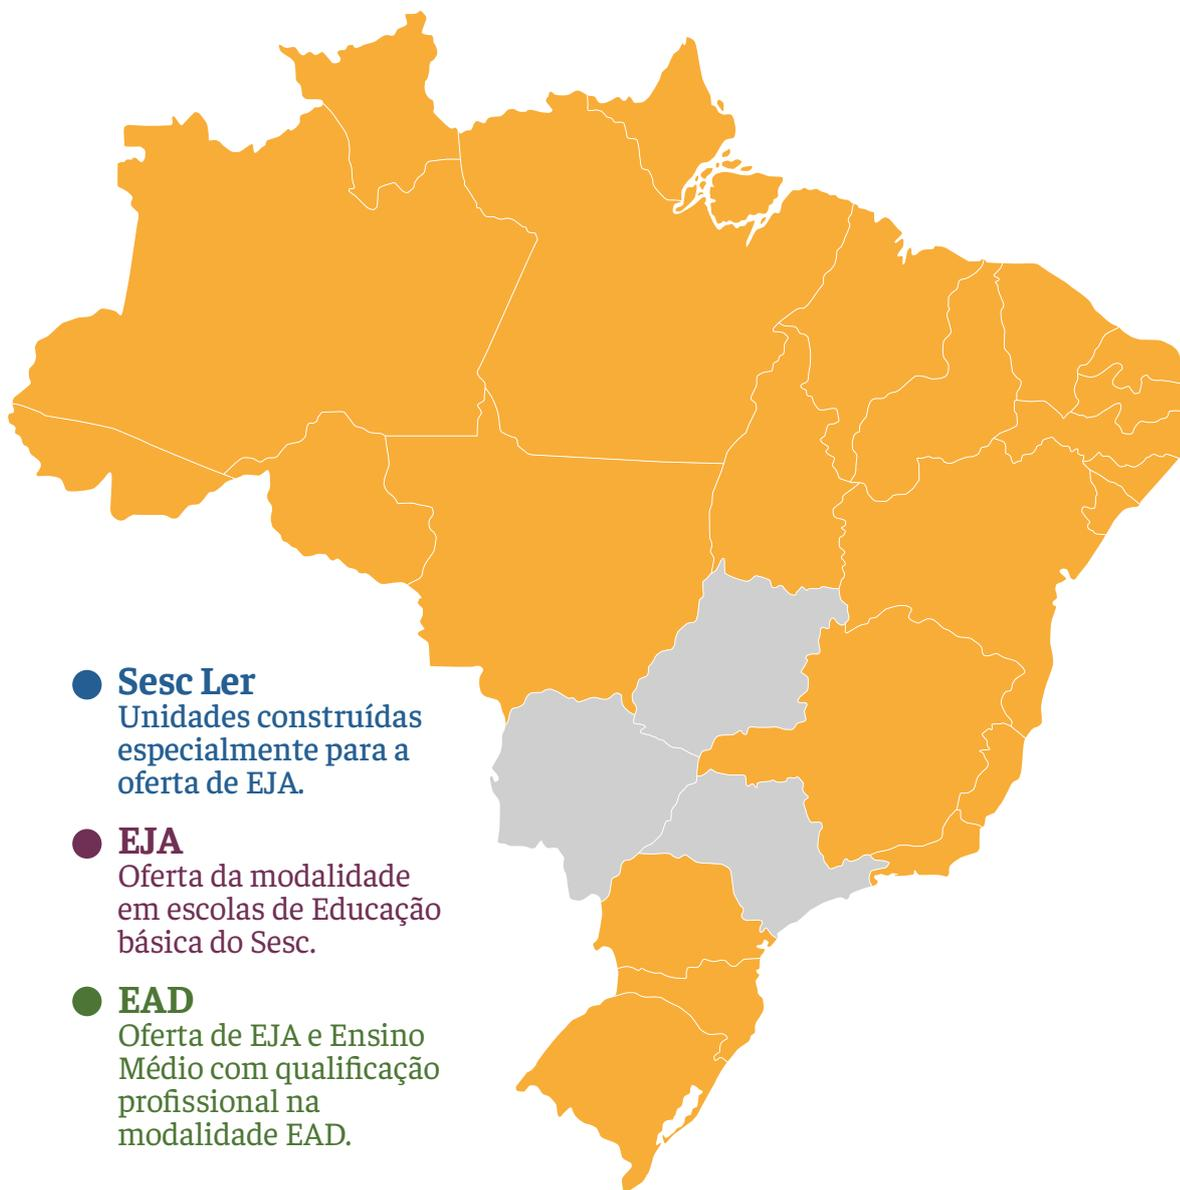 Sesc Ler
Unidades construídas
especialmente para a
oferta de EJA.
EJA
Oferta da modalidade
em escolas de Educação
básica do Sesc.
EAD
Oferta de EJA e Ensino
Médio com qualificação
profissional na
modalidade EAD.